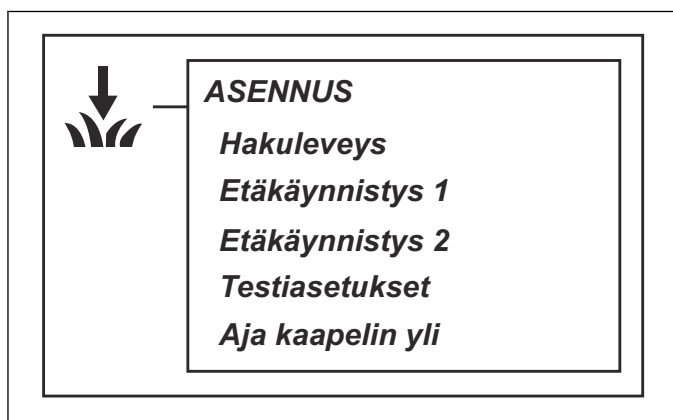 ASENNUS
Hakuleveys
Etäkäynnistys 1
Etäkäynnistys 2
Testiasetukset
Aja kaapelin yli